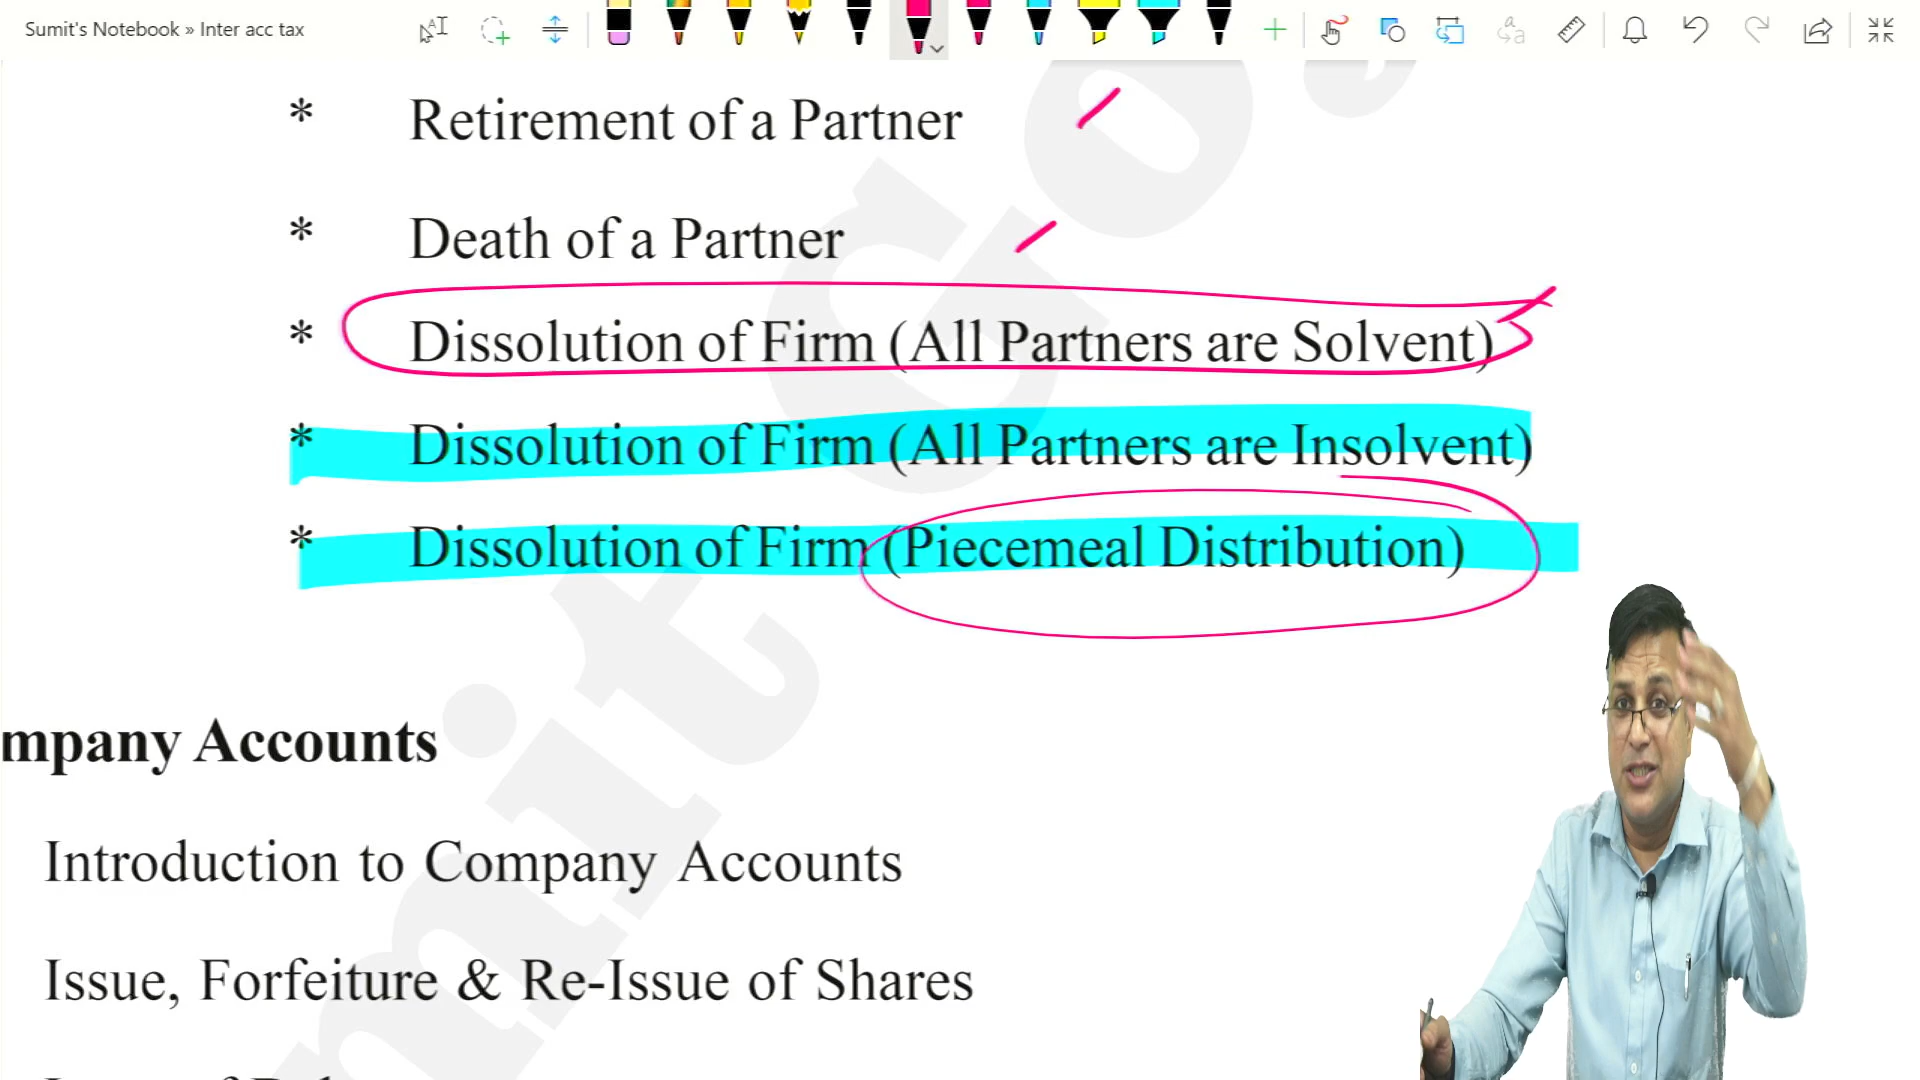 Sumit's Notebook » Inter acc tax
* Retirement of a Partner
* Death of a Partner
* Dissolution of Firm (All Partners are Solvent)
* Dissolution of Firm (All Partners are Insolvent)
* Dissolution of Firm (Piecemeal Distribution)
mpany Accounts
Introduction to Company Accounts
Issue, Forfeiture & Re-Issue of Shares